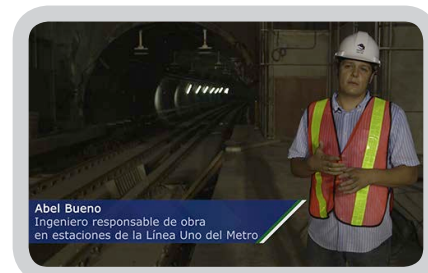 Abel Bueno
Ingeniero responsable de obra
en estaciones de la Línea Uno del Metro